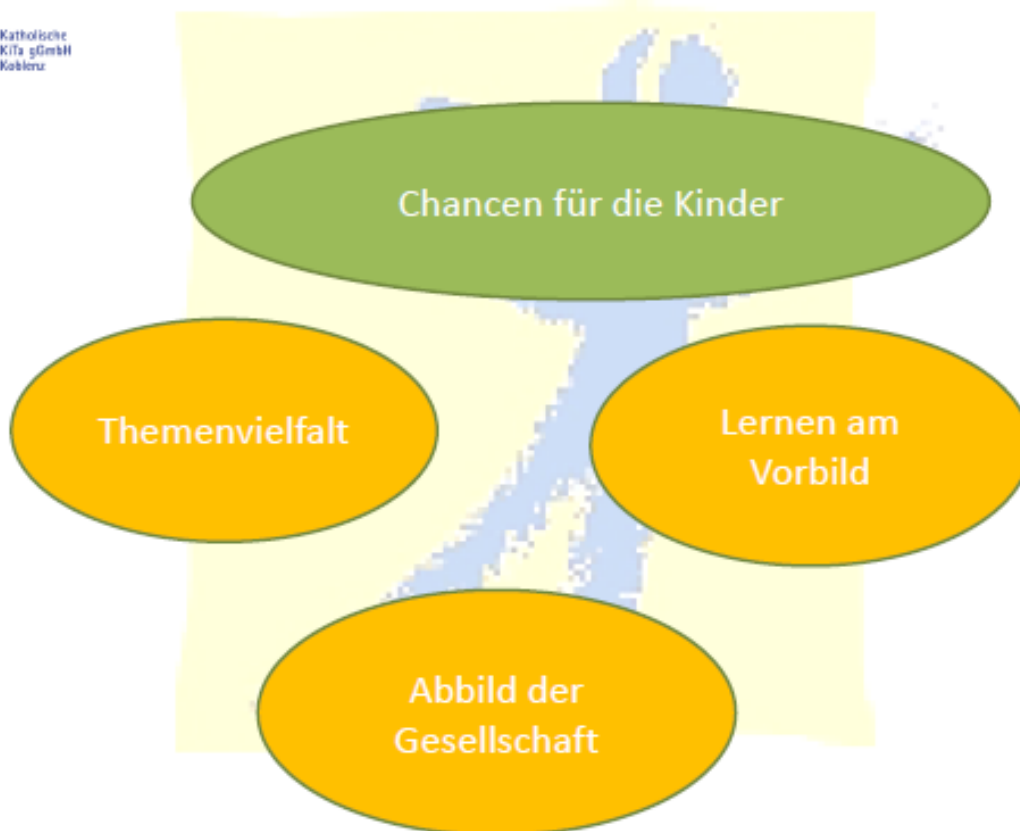 Katholische
KiTa gGmbH
Koblenz
Chancen für die Kinder
Themenvielfalt
Lernen am
Vorbild
Abbild der
Gesellschaft